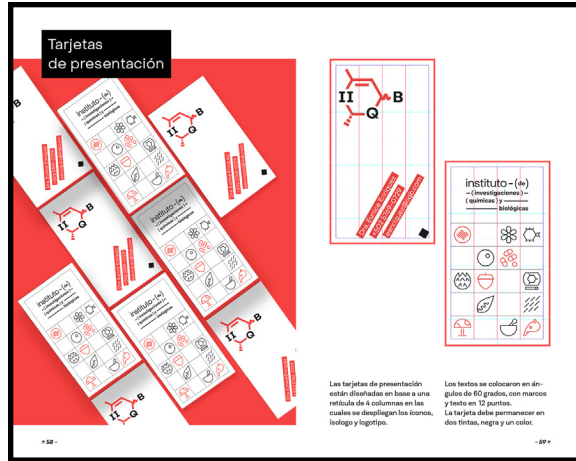 Tarjetas
de presentación
II
B
Q
instituto-(de)
-(investigaciones)-
(químicas) y
biológicas
Las tarjetas de presentación
están diseñadas en base a una
retícula de 4 columnas en las
cuales se despliegan los íconos,
isologo y logotipo.
Los textos se colocaron en án-
gulos de 60 grados, con marcos
y texto en 12 puntos.
La tarjeta debe permanecer en
dos tintas, negra y un color.
58
59